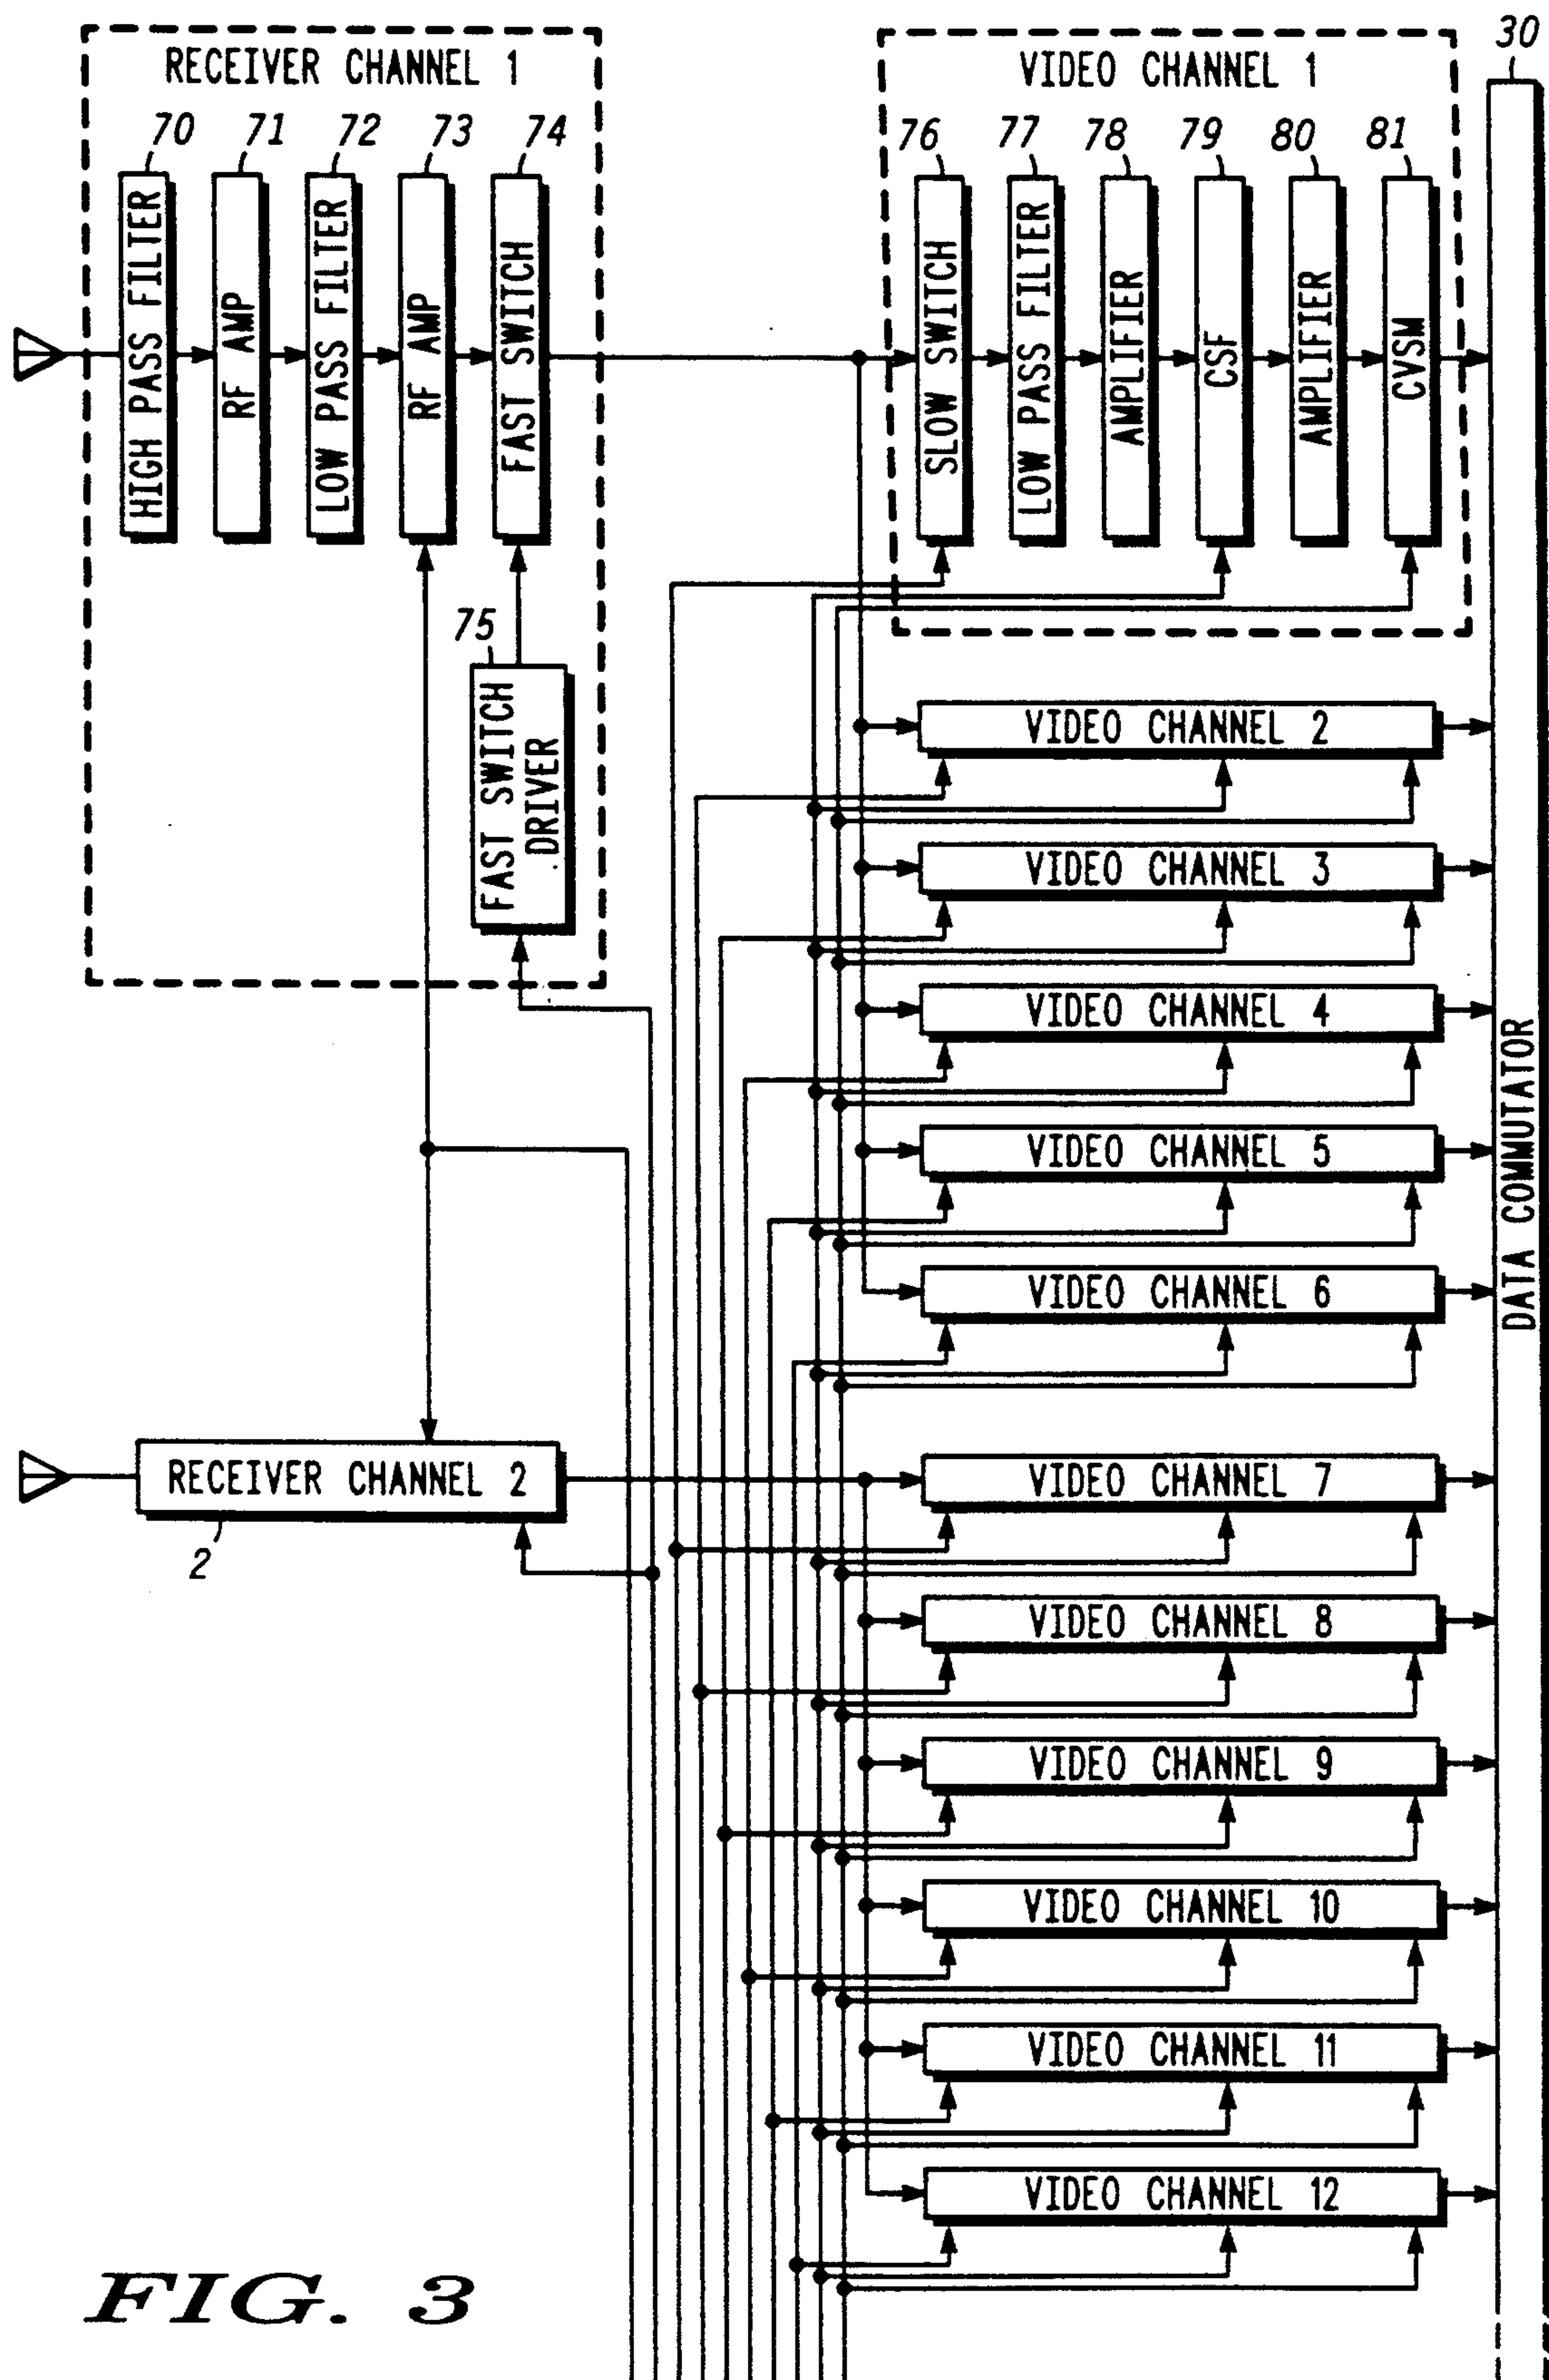 30
RECEIVER CHANNEL 1
VIDEO CHANNEL 1
70
71
72
73
74
76
77
78
79
80
81
HIGH PASS FILTER
RF AMP
LOW PASS FILTER
RF AMP
FAST SWITCH
SLOW SWITCH
LOW PASS FILTER
AMPLIFIER
CSF
AMPLIFIER
CVSM
75
FAST SWITCH
DRIVER
VIDEO CHANNEL 2
VIDEO CHANNEL 3
VIDEO CHANNEL 4
VIDEO CHANNEL 5
VIDEO CHANNEL 6
DATA COMMUTATOR
RECEIVER CHANNEL 2
2
VIDEO CHANNEL 7
VIDEO CHANNEL 8
VIDEO CHANNEL 9
VIDEO CHANNEL 10
VIDEO CHANNEL 11
VIDEO CHANNEL 12
FIG. 3